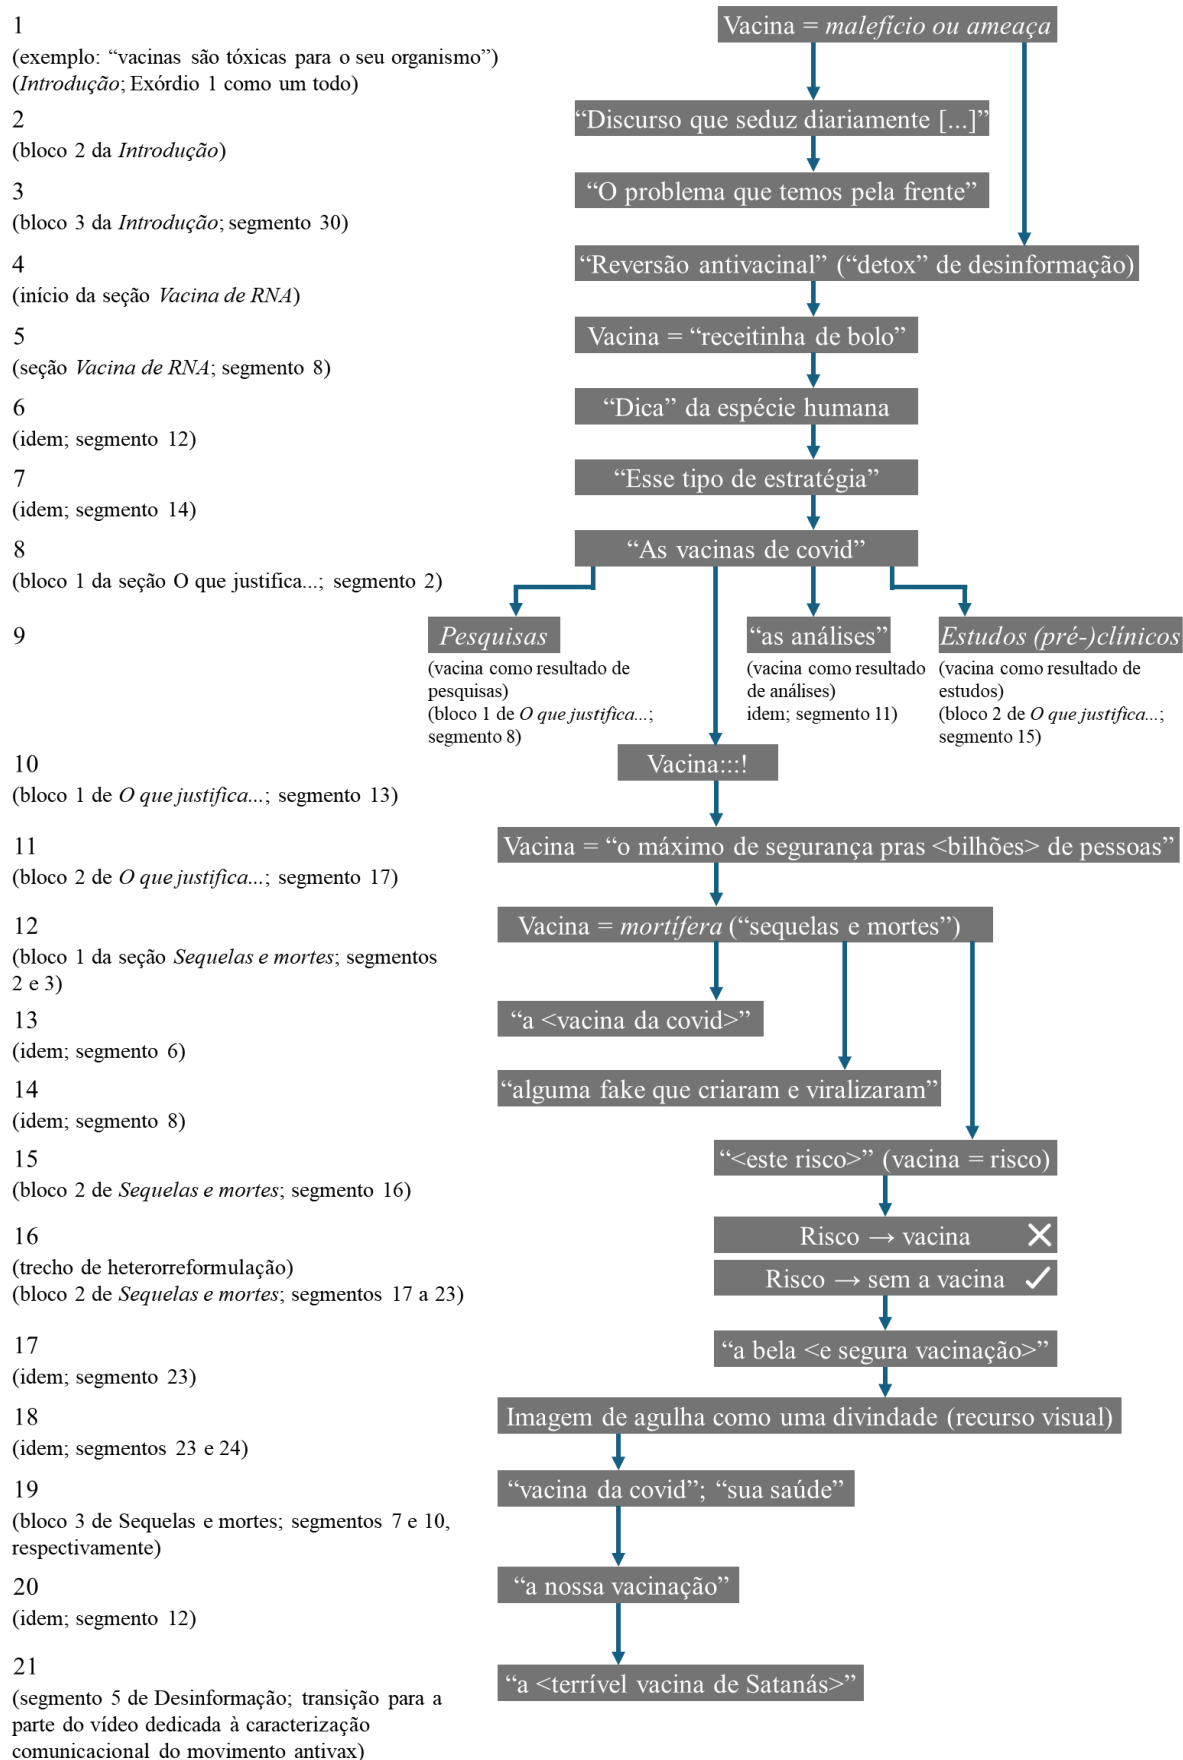 1
Vacina = malefício ou ameaça
(exemplo: “vacinas são tóxicas para o seu organismo”)
(Introdução; Exórdio 1 como um todo)
2
“Discurso que seduz diariamente [...]”
(bloco 2 da Introdução)
3
“O problema que temos pela frente”
(bloco 3 da Introdução; segmento 30)
4
“Reversão antivacinal” (“detox” de desinformação)
(início da seção Vacina de RNA)
5
Vacina = “receitinha de bolo”
(seção Vacina de RNA; segmento 8)
6
“Dica” da espécie humana
(idem; segmento 12)
7
“Esse tipo de estratégia”
(idem; segmento 14)
8
“As vacinas de covid”
(bloco 1 da seção O que justifica...; segmento 2)
9
Pesquisas
(vacina como resultado de
pesquisas)
(bloco 1 de O que justifica...;
segmento 8)
“as análises”
(vacina como resultado
de análises)
idem; segmento 11)
Estudos (pré-)clínicos
(vacina como resultado de
estudos)
(bloco 2 de O que justifica...;
segmento 15)
10
Vacina:::!
(bloco 1 de O que justifica...; segmento 13)
11
Vacina = “o máximo de segurança pras <bilhões> de pessoas”
(bloco 2 de O que justifica...; segmento 17)
12
Vacina = mortífera (“sequelas e mortes”)
(bloco 1 da seção Sequelas e mortes; segmentos
2 e 3)
13
“a <vacina da covid>”
(idem; segmento 6)
14
“alguma fake que criaram e viralizaram”
(idem; segmento 8)
15
“<este risco>” (vacina = risco)
(bloco 2 de Sequelas e mortes; segmento 16)
16
Risco → vacina ✕
(trecho de heterorreformulação)
Risco → sem a vacina ✓
(bloco 2 de Sequelas e mortes; segmentos 17 a 23)
17
“a bela <e segura vacinação>”
(idem; segmento 23)
18
Imagem de agulha como uma divindade (recurso visual)
(idem; segmentos 23 e 24)
19
“vacina da covid”; “sua saúde”
(bloco 3 de Sequelas e mortes; segmentos 7 e 10,
respectivamente)
20
“a nossa vacinação”
(idem; segmento 12)
21
“a <terrível vacina de Satanás>”
(segmento 5 de Desinformação; transição para a
parte do vídeo dedicada à caracterização
comunicacional do movimento antivax)